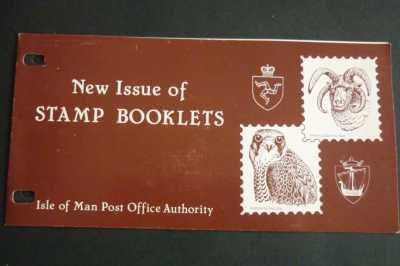 New Issue of
STAMP BOOKLETS
Isle of Man Post Office Authority